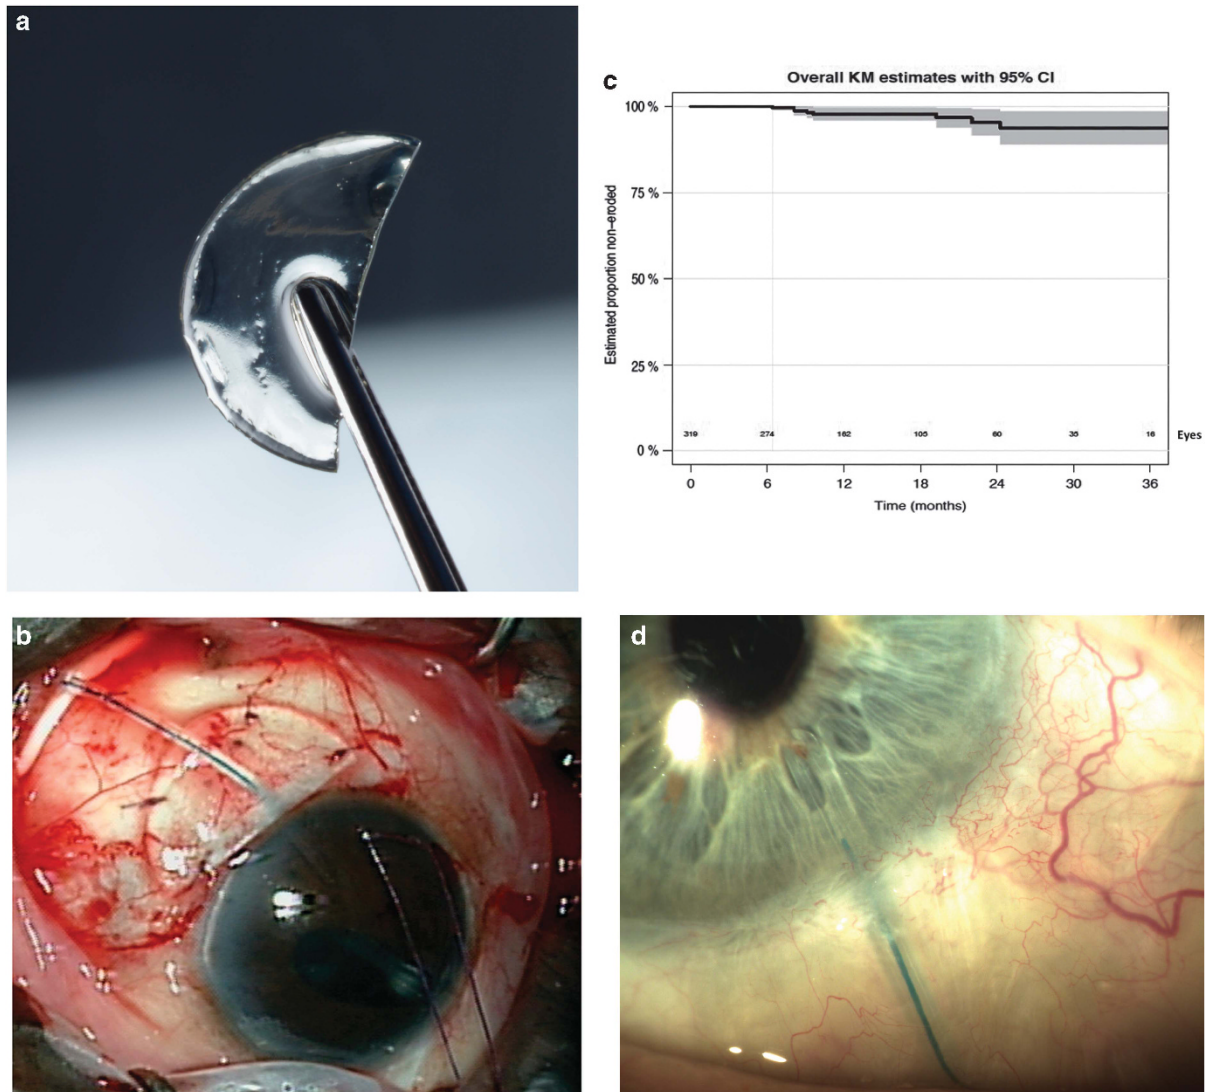 a
c
Overall KM estimates with 95% CI
Estimated proportion non-eroded
100 %
75 %
50 %
25 %
0 %
319 274 162 105 60 35 16 Eyes
0 6 12 18 24 30 36
Time (months)
b
d